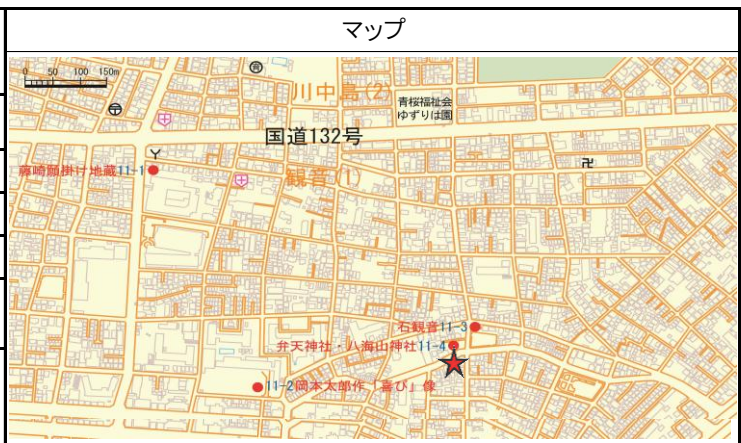 マップ
0 50 100 150m
川中島(2)
青桜福祉会
ゆずりは園
国道132号
藤崎願掛け地蔵11-1
観音(1)
石観音11-3
弁天神社・八海山神社11-4
11-2岡本太郎作「喜び」像